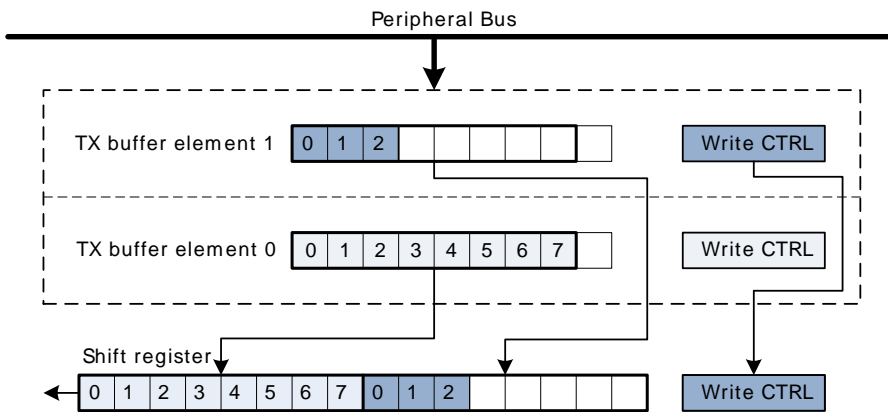 Peripheral Bus
TX buffer element 1 0 1 2 Write CTRL
TX buffer element 0 0 1 2 3 4 5 6 7 Write CTRL
Shift register
0 1 2 3 4 5 6 7 0 1 2 Write CTRL